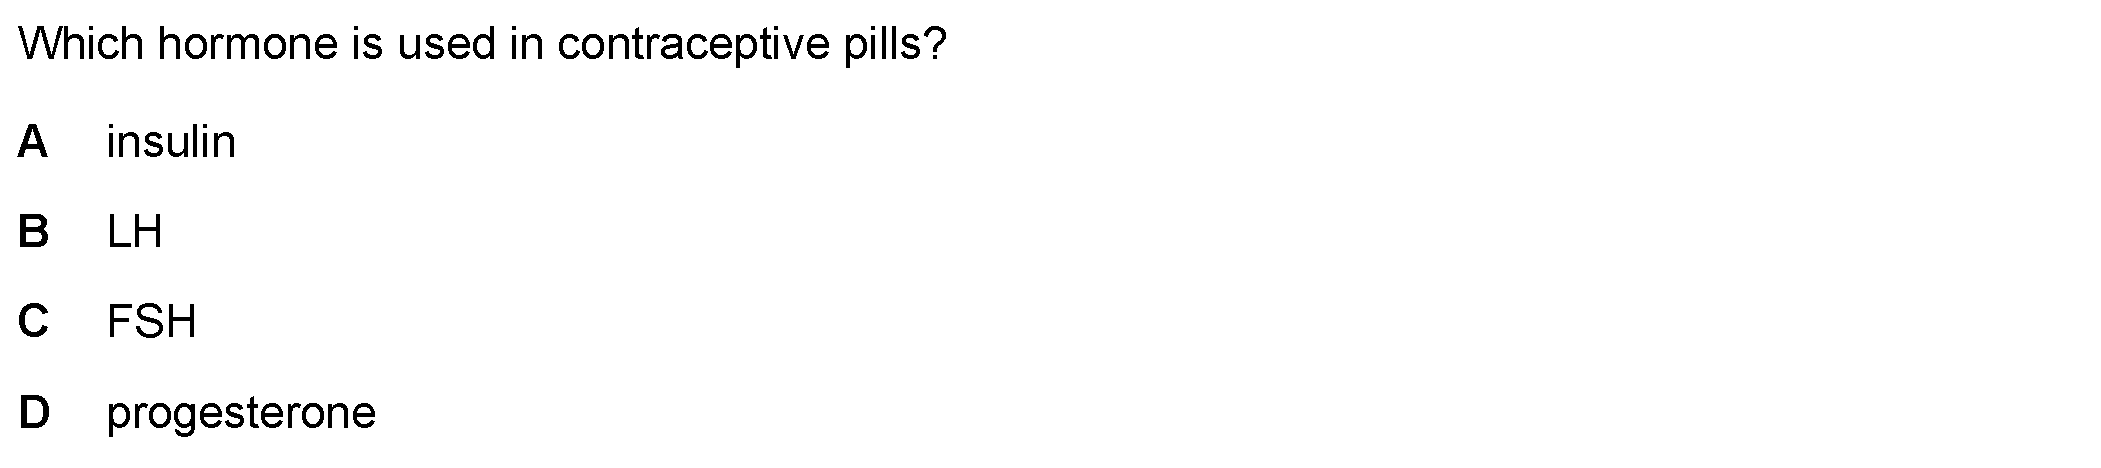 Which hormone is used in contraceptive pills?
A insulin
B LH
C FSH
D progesterone